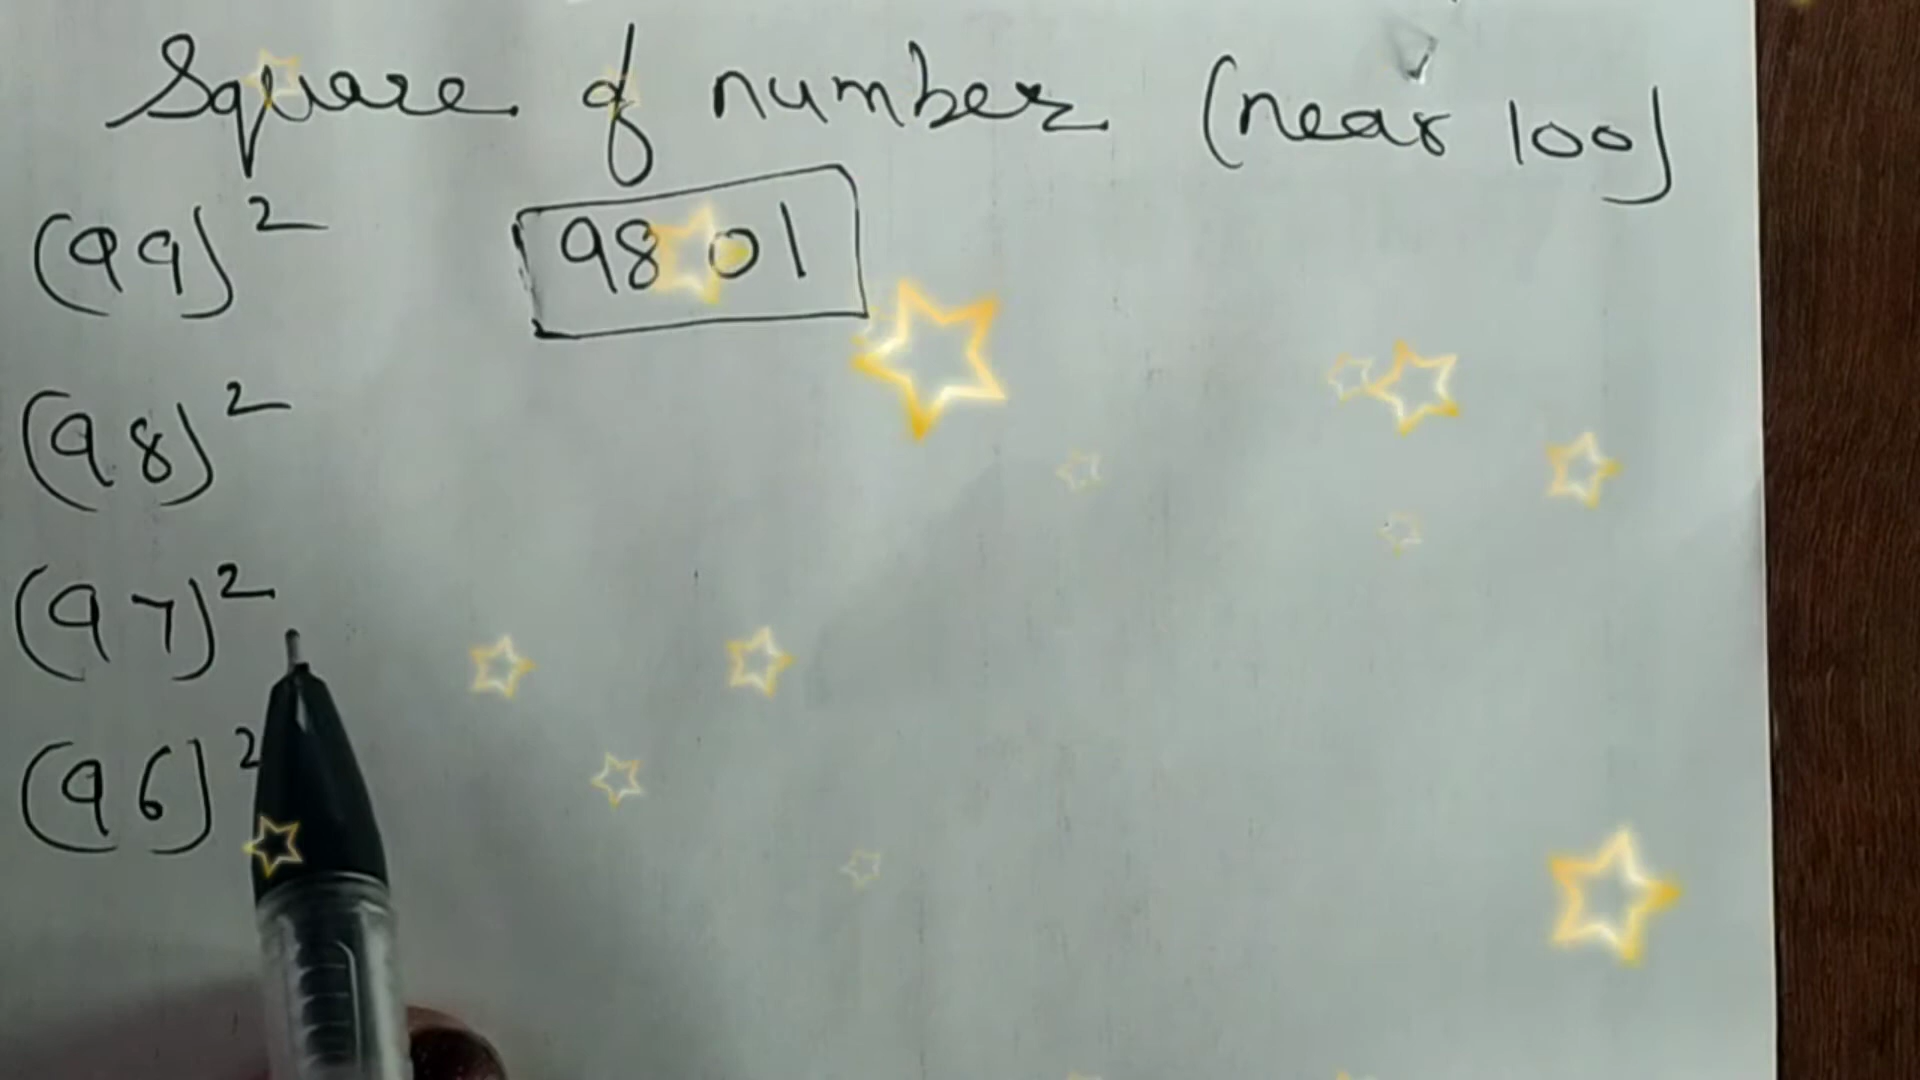 Square of number (near 100)
(99)² 9801
(98)²
(97)²
(96)²